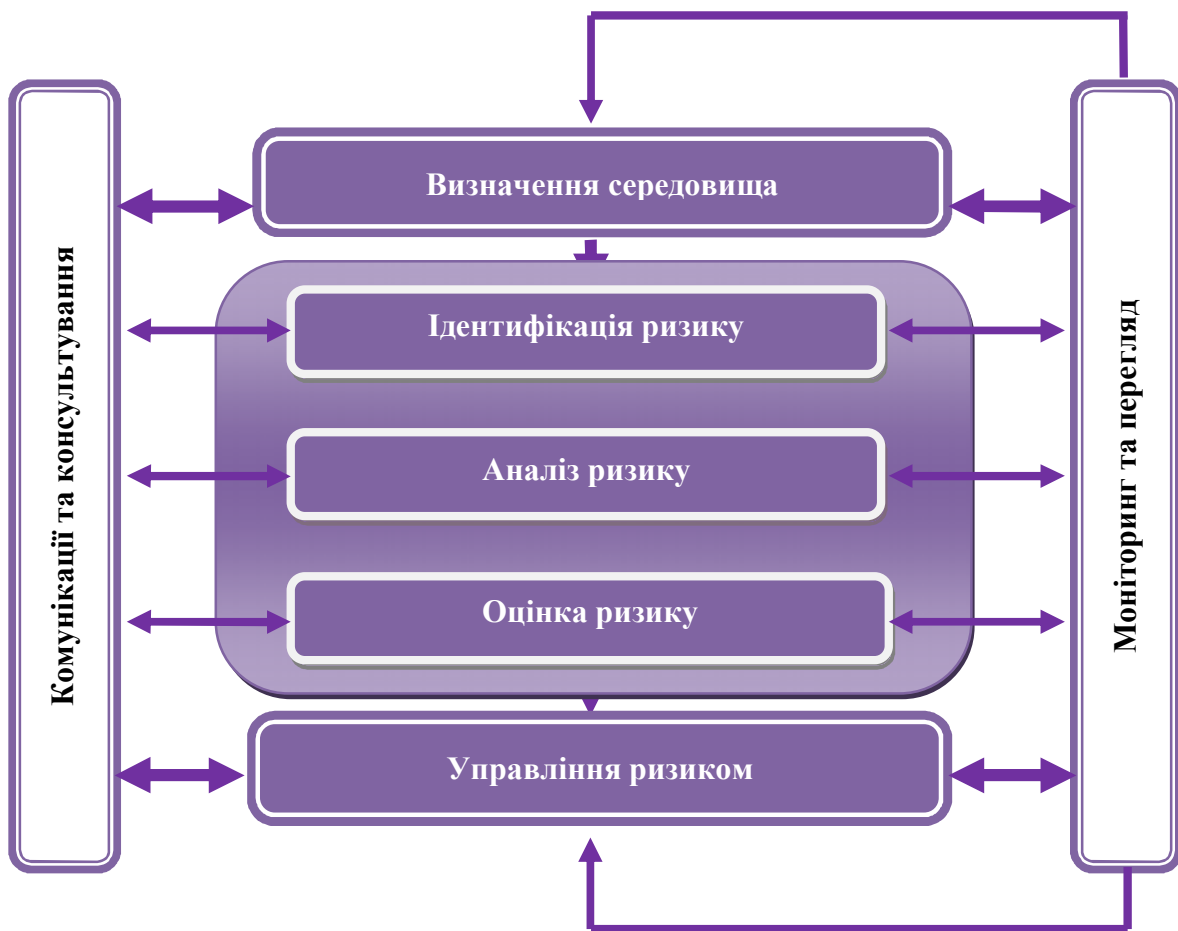 Комунікації та консультування
Визначення середовища
Ідентифікація ризику
Аналіз ризику
Оцінка ризику
Управління ризиком
Моніторинг та перегляд